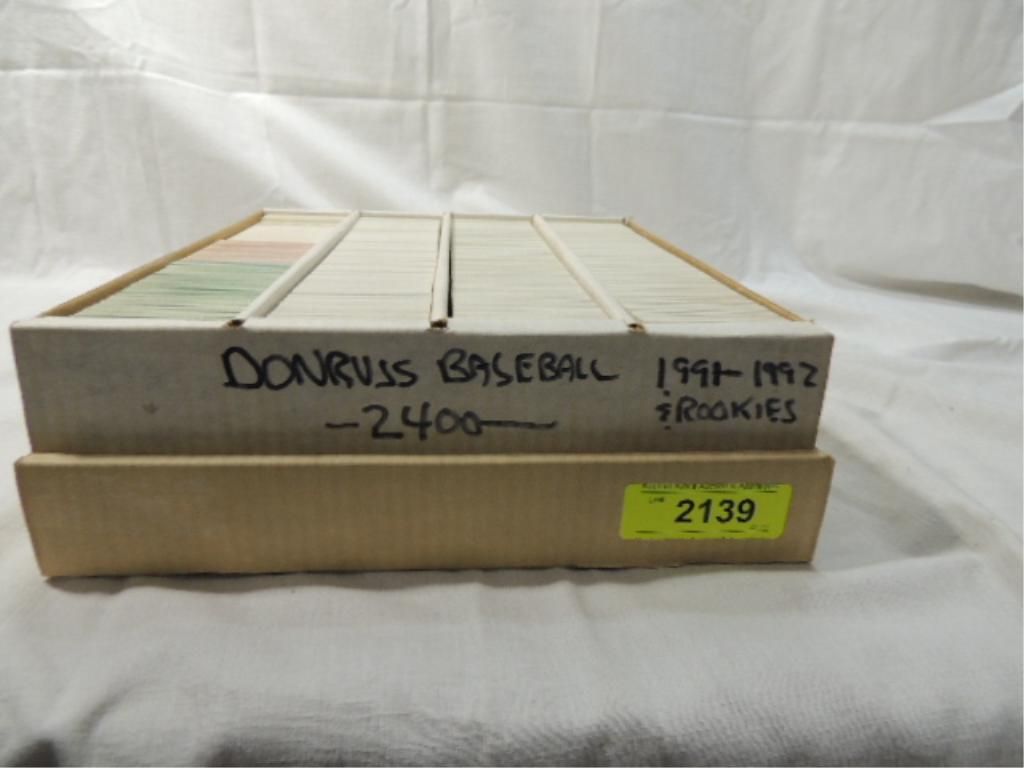 DONRUSS BASEBALL 1991-1992
-2400- & ROOKIES
2139